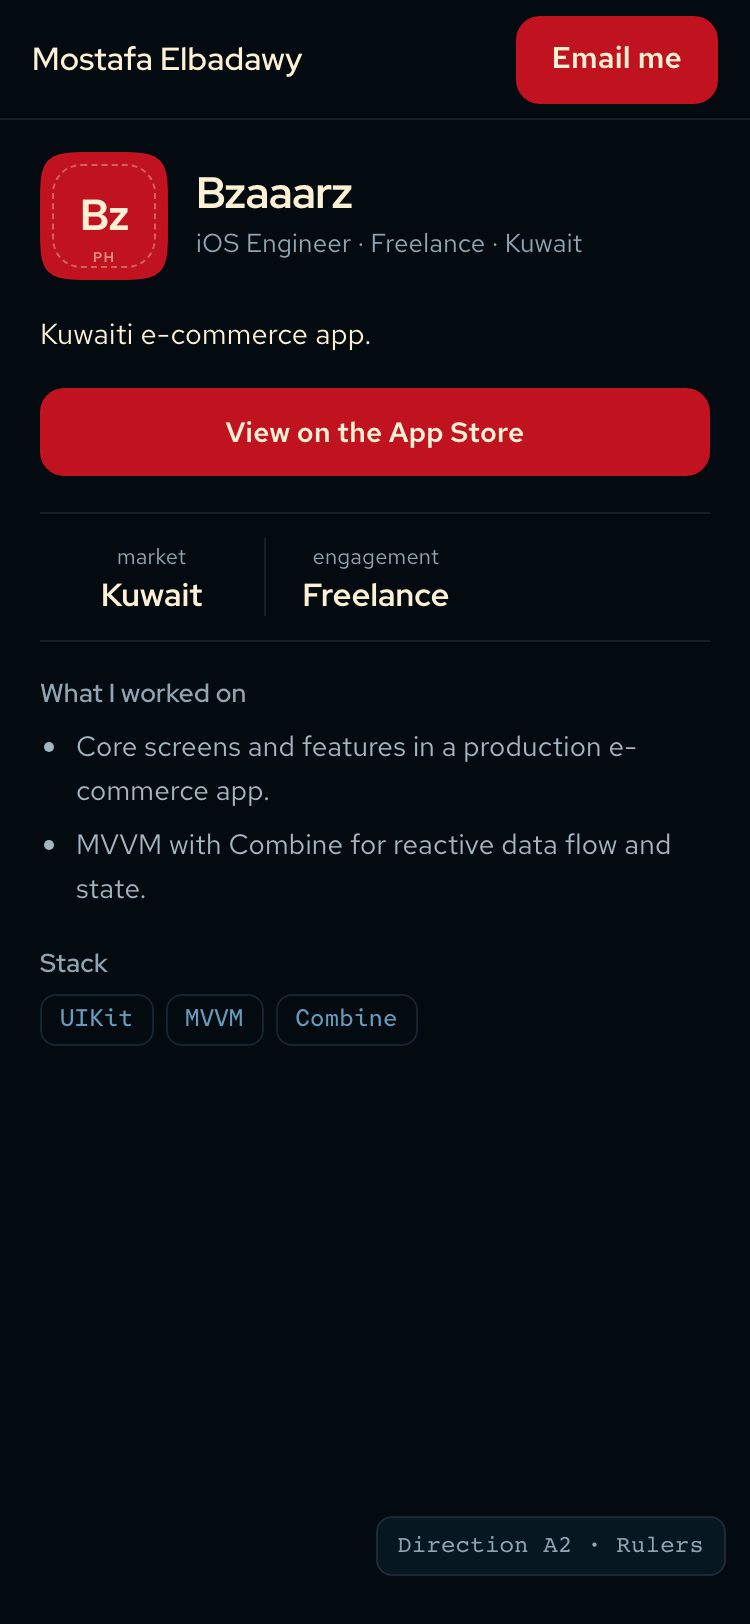 Mostafa Elbadawy
Email me
Bz
PH
Bzaaarz
iOS Engineer · Freelance · Kuwait
Kuwaiti e-commerce app.
View on the App Store
market
Kuwait
engagement
Freelance
What I worked on
• Core screens and features in a production e-
commerce app.
• MVVM with Combine for reactive data flow and
state.
Stack
UIKit
MVVM
Combine
Direction A2 · Rulers